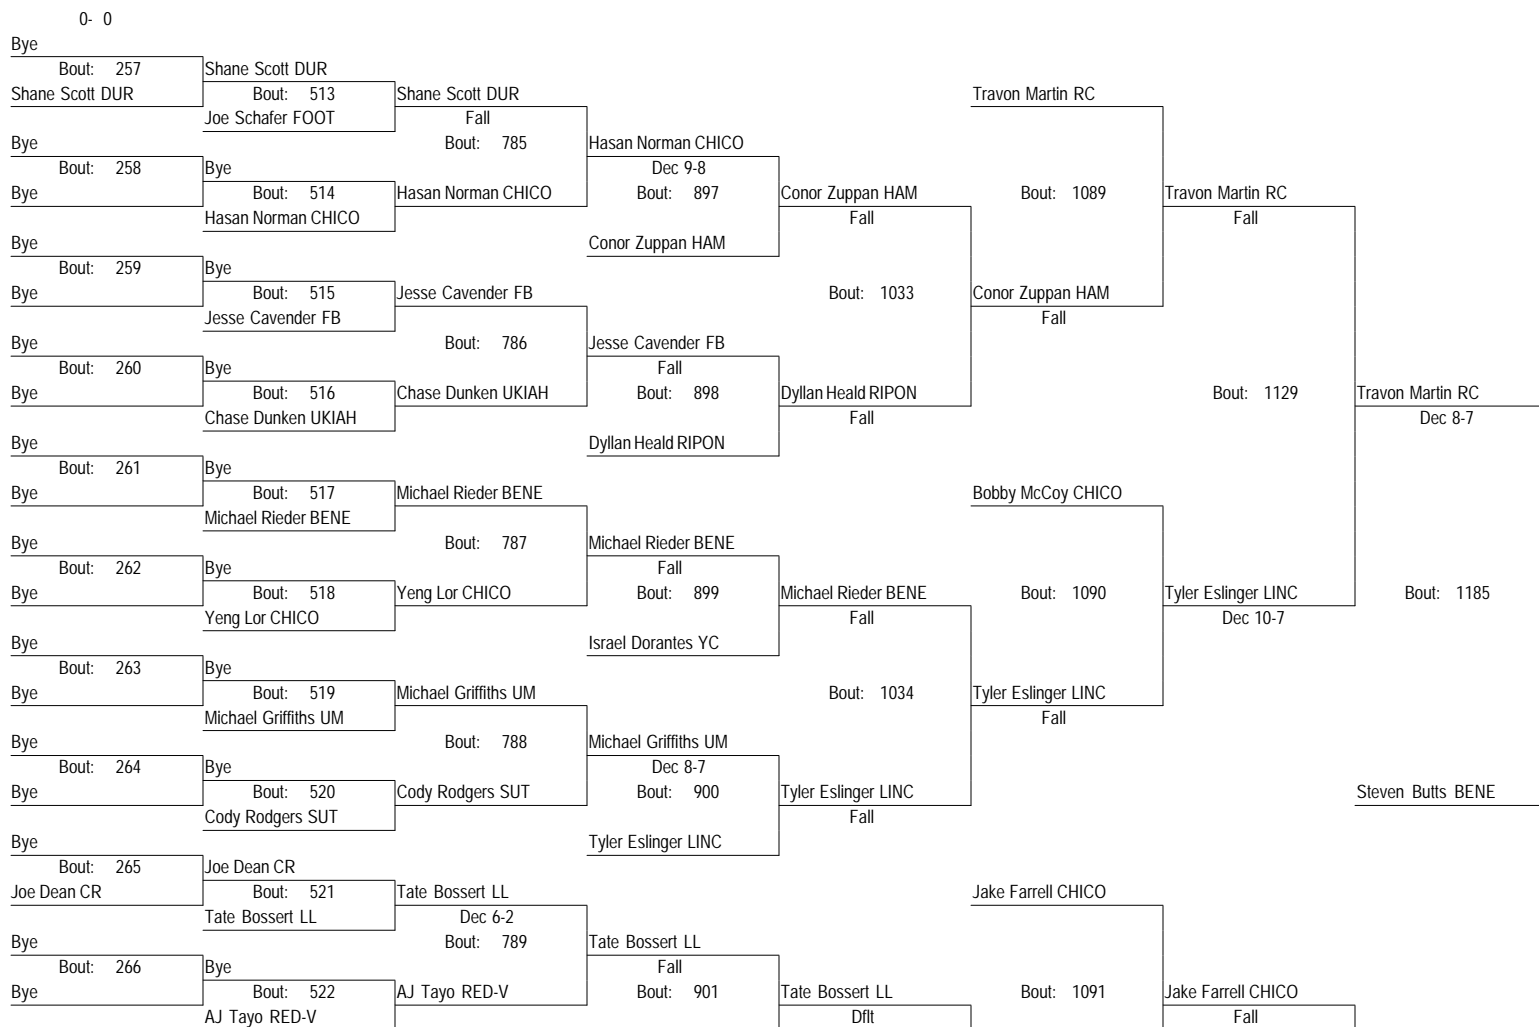 0- 0
Bye
Bout: 257 Shane Scott DUR
Shane Scott DUR Bout: 513 Shane Scott DUR Travon Martin RC
Joe Schafer FOOT Fall
Bye Bout: 785 Hasan Norman CHICO
Bout: 258 Bye Dec 9-8
Bye Bout: 514 Hasan Norman CHICO Bout: 897 Conor Zuppan HAM Bout: 1089 Travon Martin RC
Hasan Norman CHICO Fall Fall
Bye Conor Zuppan HAM
Bout: 259 Bye
Bye Bout: 515 Jesse Cavender FB Bout: 1033 Conor Zuppan HAM
Jesse Cavender FB Fall
Bye Bout: 786 Jesse Cavender FB
Bout: 260 Bye Fall
Bye Bout: 516 Chase Dunken UKIAH Bout: 898 Dyllan Heald RIPON Bout: 1129 Travon Martin RC
Chase Dunken UKIAH Fall Dec 8-7
Bye Dyllan Heald RIPON
Bout: 261 Bye
Bye Bout: 517 Michael Rieder BENE Bobby McCoy CHICO
Michael Rieder BENE
Bye Bout: 787 Michael Rieder BENE
Bout: 262 Bye Fall
Bye Bout: 518 Yeng Lor CHICO Bout: 899 Michael Rieder BENE Bout: 1090 Tyler Eslinger LINC Bout: 1185
Yeng Lor CHICO Fall Dec 10-7
Bye Israel Dorantes YC
Bout: 263 Bye
Bye Bout: 519 Michael Griffiths UM Bout: 1034 Tyler Eslinger LINC
Michael Griffiths UM Fall
Bye Bout: 788 Michael Griffiths UM
Bout: 264 Bye Dec 8-7
Bye Bout: 520 Cody Rodgers SUT Bout: 900 Tyler Eslinger LINC Steven Butts BENE
Cody Rodgers SUT Fall
Bye Tyler Eslinger LINC
Bout: 265 Joe Dean CR
Joe Dean CR Bout: 521 Tate Bossert LL Jake Farrell CHICO
Tate Bossert LL Dec 6-2
Bye Bout: 789 Tate Bossert LL
Bout: 266 Bye Fall
Bye Bout: 522 AJ Tayo RED-V Bout: 901 Tate Bossert LL Bout: 1091 Jake Farrell CHICO
AJ Tayo RED-V Dflt Fall